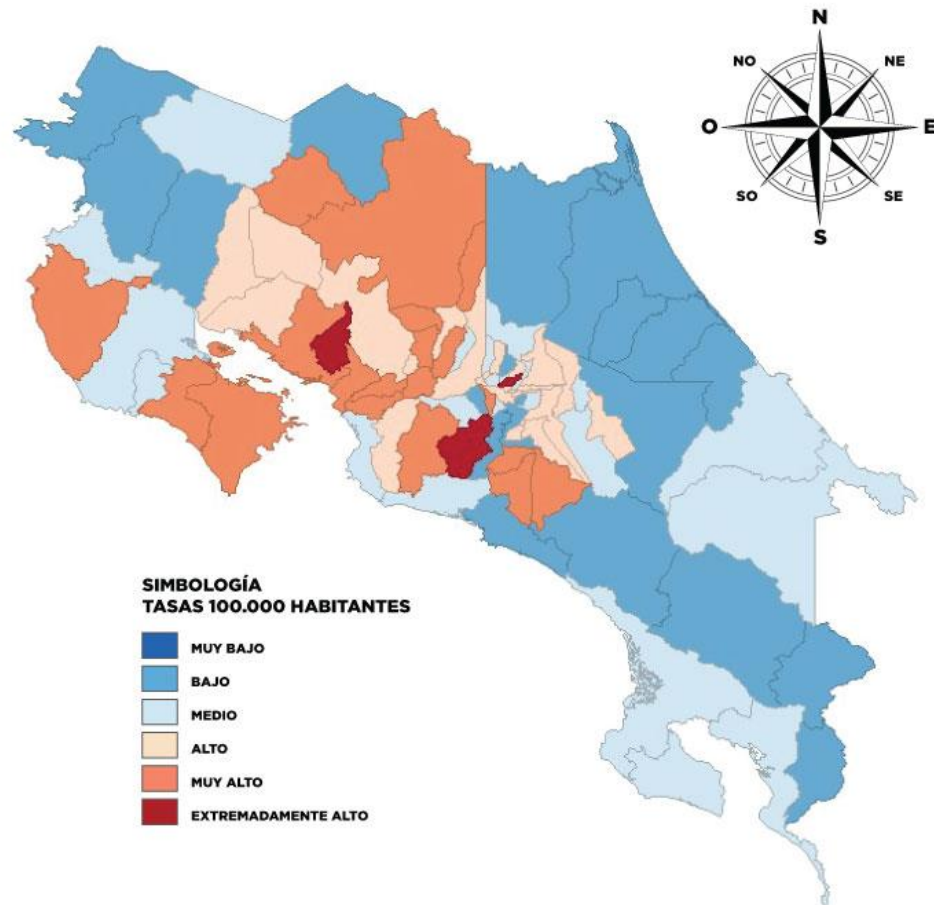 N
NO
NE
O
E
SO
SE
S
SIMBOLOGÍA
TASAS 100.000 HABITANTES
MUY BAJO
BAJO
MEDIO
ALTO
MUY ALTO
EXTREMADAMENTE ALTO